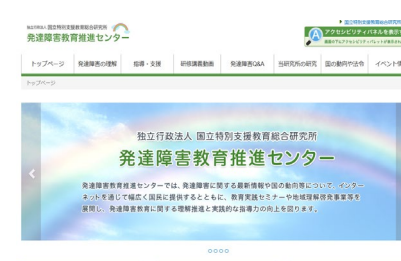 国立特別支援教育総合研究所
発達障害教育推進センター
アクセシビリティパネルを表示
トップページ 発達障害の理解 指導・支援 研修講義動画 発達障害Q&A 当研究所の研究 国の動向や法令 イベント情
トップページ
独立行政法人 国立特別支援教育総合研究所
発達障害教育推進センター
発達障害教育推進センターでは、発達障害に関する最新情報や国の動向等について、インター
ネットを通じて幅広く国民に提供するとともに、教育実践セミナーや地域理解啓発事業等を
展開し、発達障害教育に関する理解推進と実践的な指導力の向上を図ります。